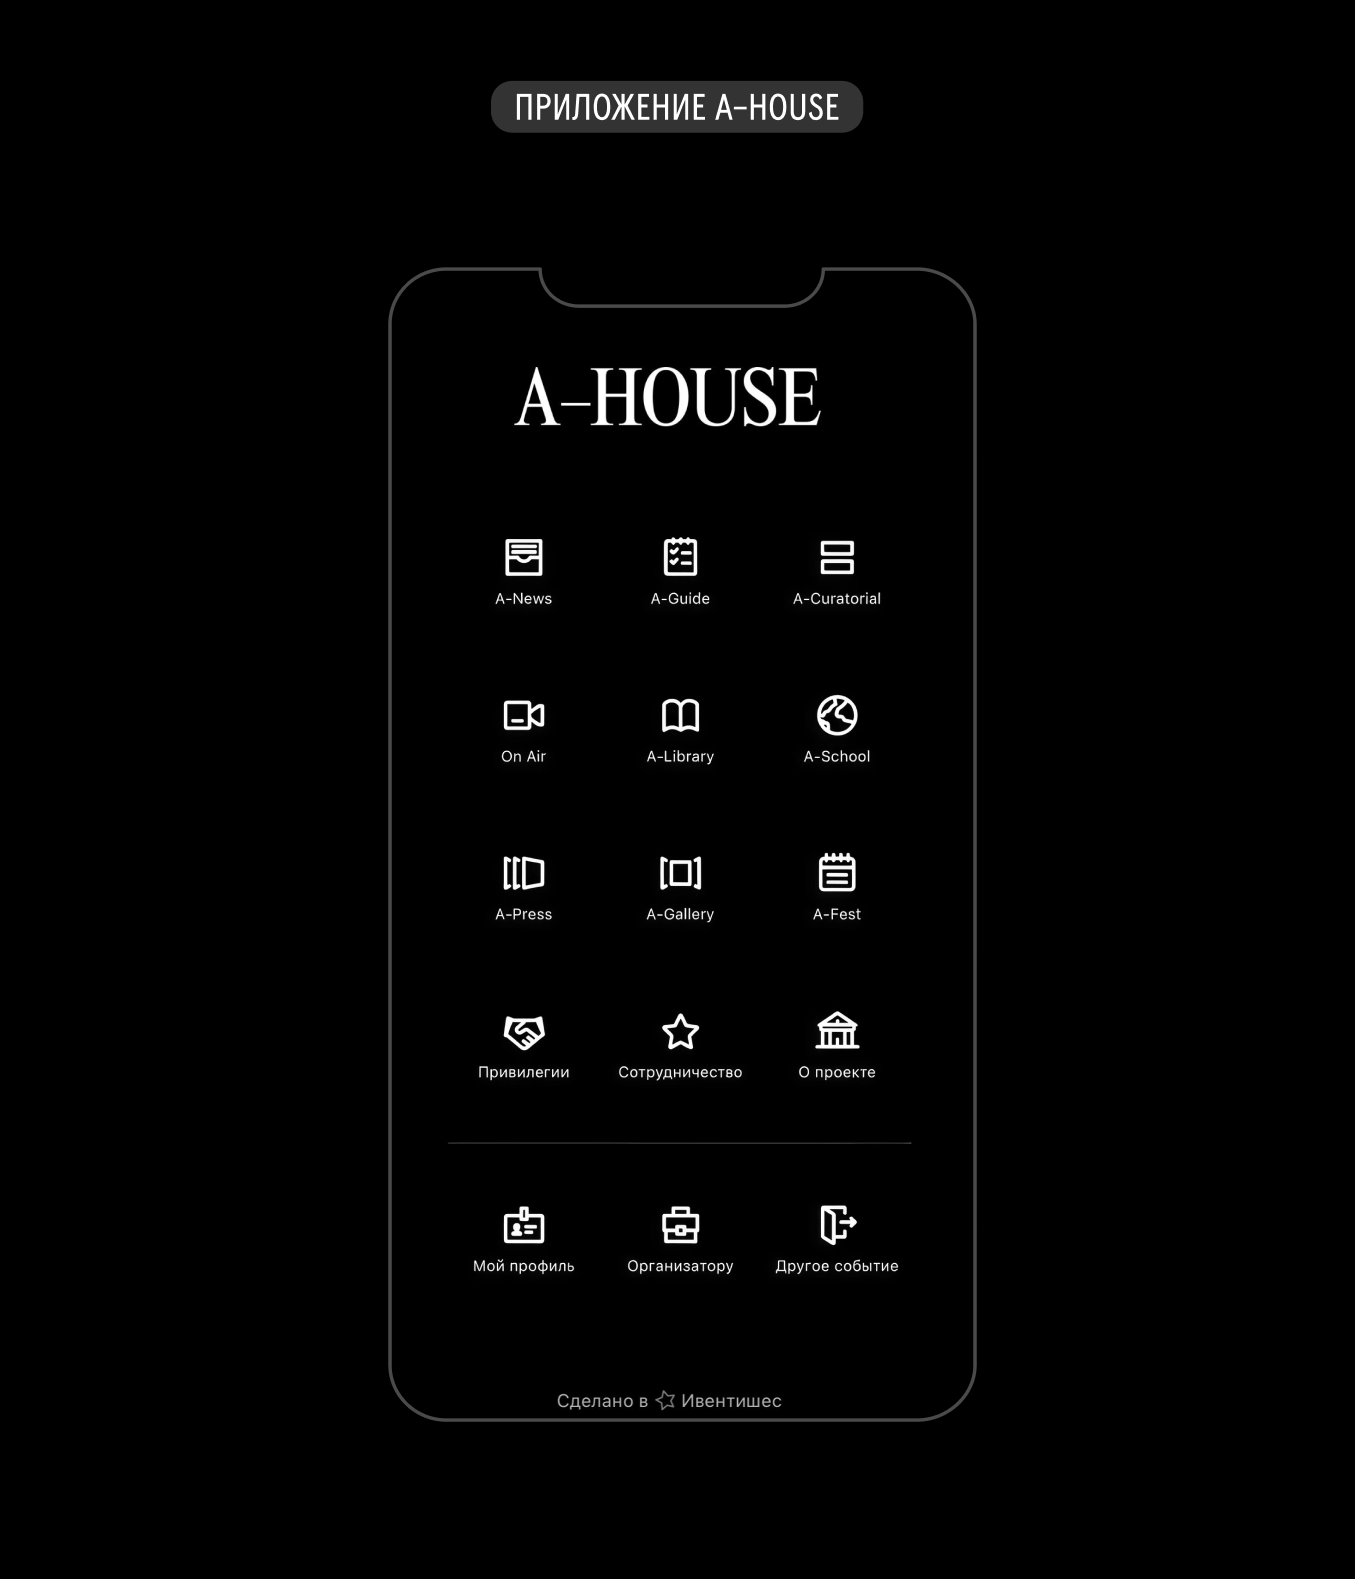 ПРИЛОЖЕНИЕ A–HOUSE
A–HOUSE
A-News
A-Guide
A-Curatorial
On Air
A-Library
A-School
A-Press
A-Gallery
A-Fest
Привилегии
Сотрудничество
О проекте
Мой профиль
Организатору
Другое событие
Сделано в Ивентишес